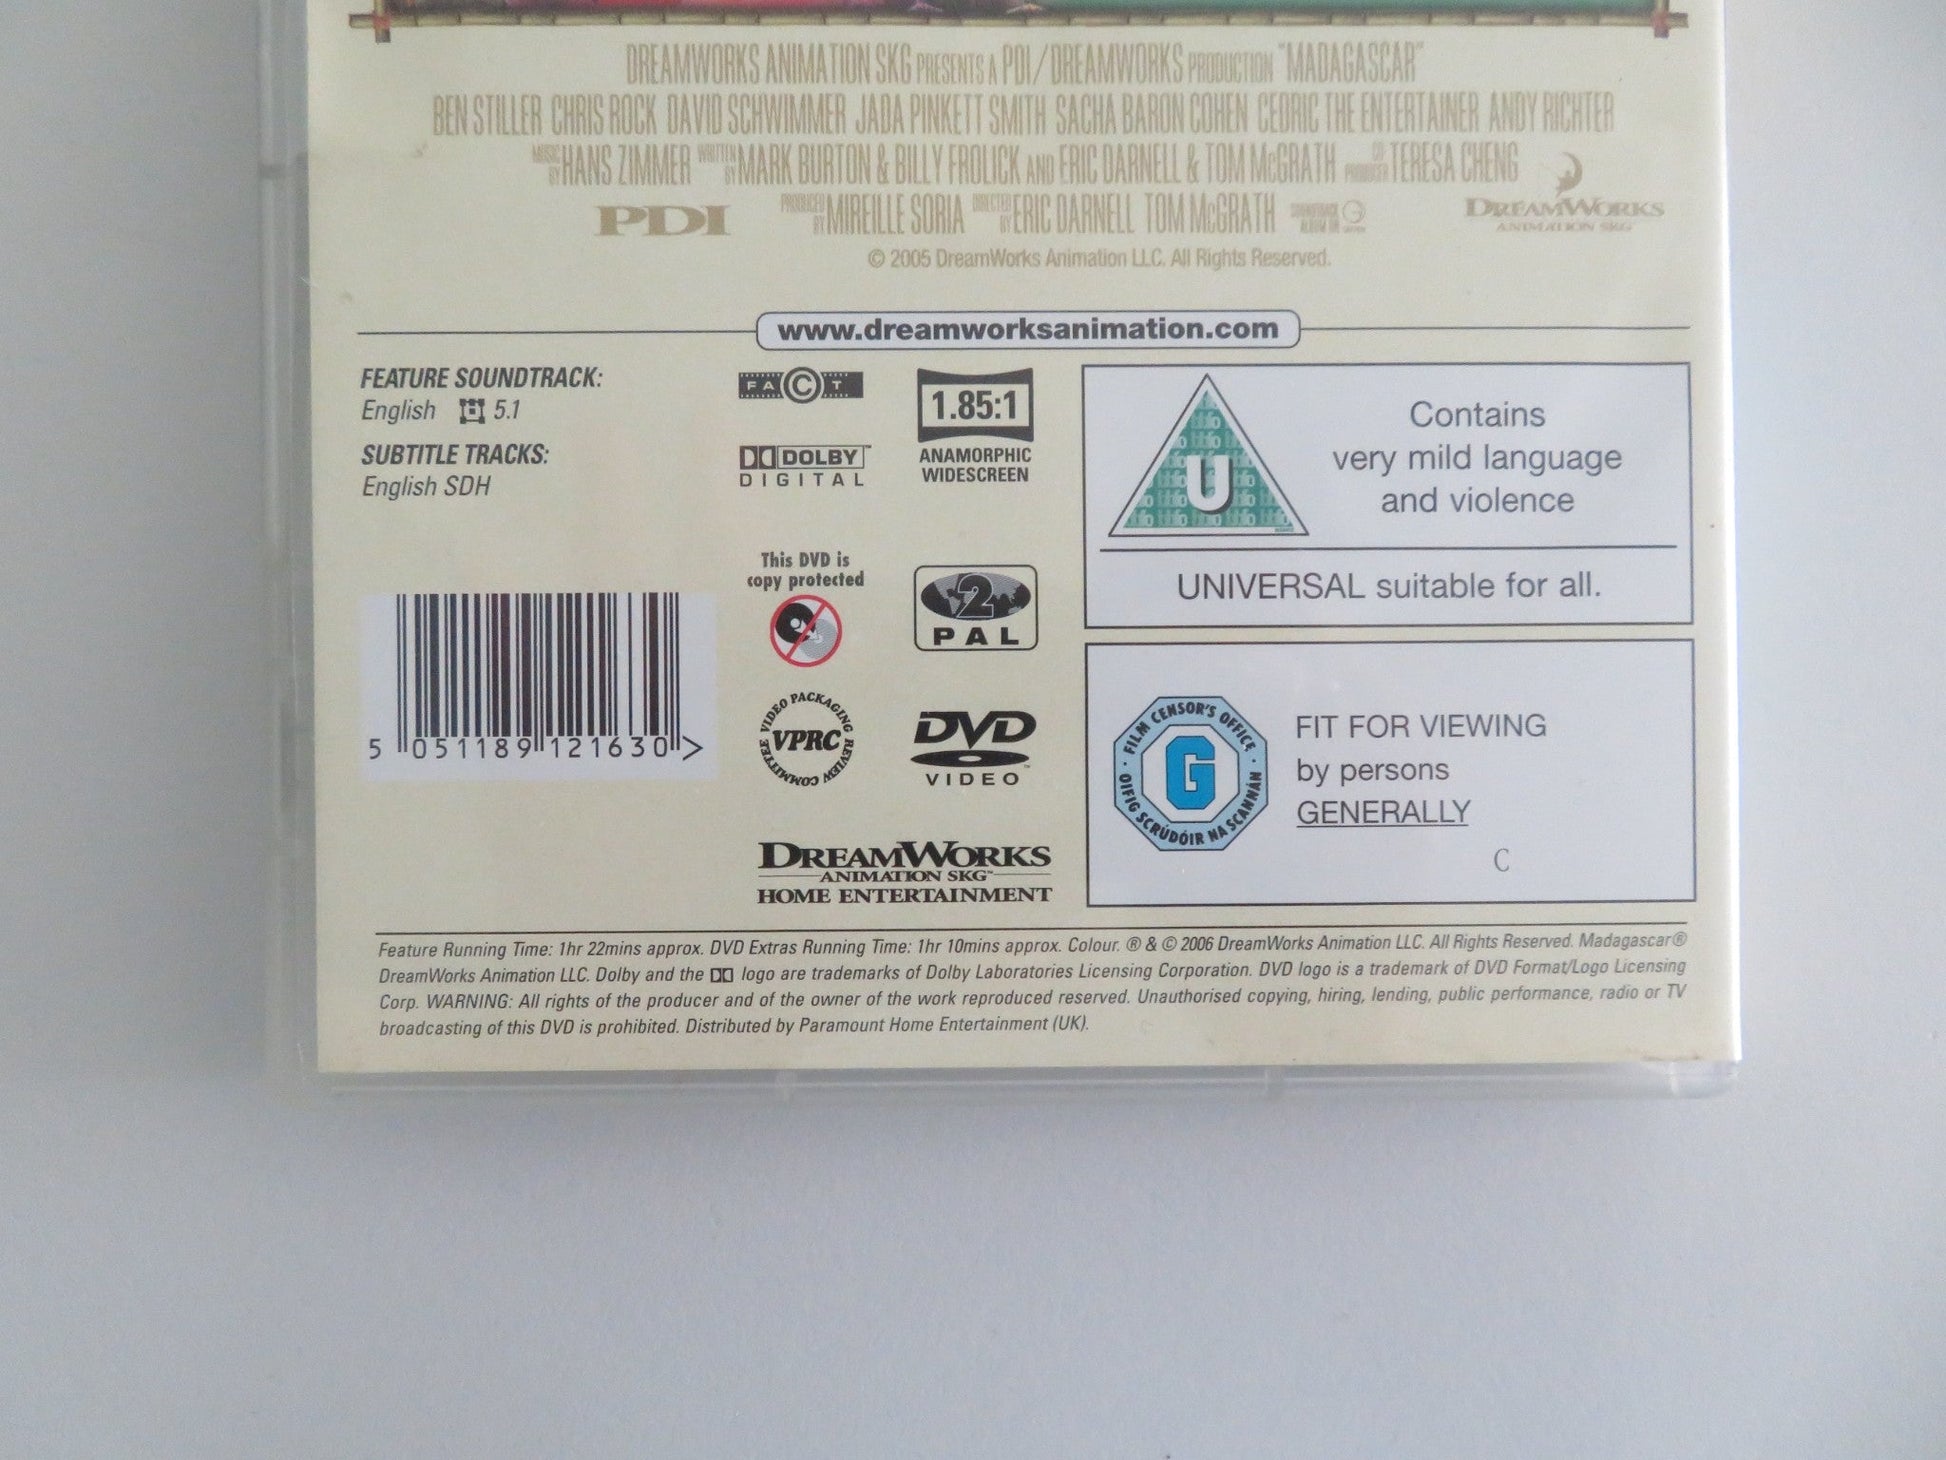 DREAMWORKS ANIMATION SKG PRESENTS A PDI/DREAMWORKS PRODUCTION "MADAGASCAR"
BEN STILLER CHRIS ROCK DAVID SCHWIMMER JADA PINKETT SMITH SACHA BARON COHEN CEDRIC THE ENTERTAINER ANDY RICHTER
MUSIC BY HANS ZIMMER WRITTEN BY MARK BURTON & BILLY FROLICK AND ERIC DARNELL & TOM McGRATH CO PRODUCER TERESA CHENG
PDI PRODUCED BY MIREILLE SORIA DIRECTED BY ERIC DARNELL TOM McGRATH SOUNDTRACK ALBUM ON
DREAMWORKS
ANIMATION SKG
© 2005 DreamWorks Animation LLC. All Rights Reserved.
www.dreamworksanimation.com
FEATURE SOUNDTRACK:
English 5.1
SUBTITLE TRACKS:
English SDH
FACT
DOLBY™
DIGITAL
1.85:1
ANAMORPHIC
WIDESCREEN
This DVD is
copy protected
2
PAL
VIDEO PACKAGING REVIEW COMMITTEE
VPRC
DVD
VIDEO™
5 051189 121630 >
DREAMWORKS
ANIMATION SKG™
HOME ENTERTAINMENT
U
Contains
very mild language
and violence
UNIVERSAL suitable for all.
FILM CENSOR'S OFFICE
G
OIFIG SCRÚDÓIR NA SCANNÁN
FIT FOR VIEWING
by persons
GENERALLY
C
Feature Running Time: 1hr 22mins approx. DVD Extras Running Time: 1hr 10mins approx. Colour. ® & © 2006 DreamWorks Animation LLC. All Rights Reserved. Madagascar®
DreamWorks Animation LLC. Dolby and the logo are trademarks of Dolby Laboratories Licensing Corporation. DVD logo is a trademark of DVD Format/Logo Licensing
Corp. WARNING: All rights of the producer and of the owner of the work reproduced reserved. Unauthorised copying, hiring, lending, public performance, radio or TV
broadcasting of this DVD is prohibited. Distributed by Paramount Home Entertainment (UK).